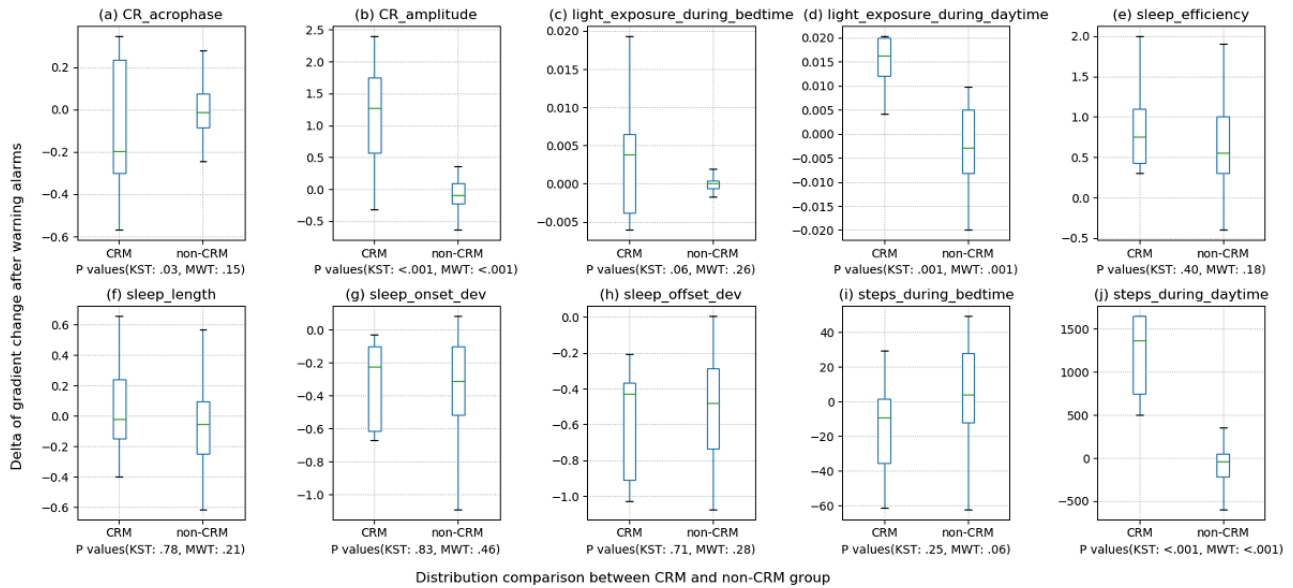 (a) CR_acrophase
(b) CR_amplitude
(c) light_exposure_during_bedtime
(d) light_exposure_during_daytime
(e) sleep_efficiency
0.2
0.0
−0.2
−0.4
−0.6
2.5
2.0
1.5
1.0
0.5
0.0
−0.5
0.020
0.015
0.010
0.005
0.000
−0.005
0.020
0.015
0.010
0.005
0.000
−0.005
−0.010
−0.015
−0.020
2.0
1.5
1.0
0.5
0.0
−0.5
CRM non-CRM
CRM non-CRM
CRM non-CRM
CRM non-CRM
CRM non-CRM
P values(KST: .03, MWT: .15)
P values(KST: <.001, MWT: <.001)
P values(KST: .06, MWT: .26)
P values(KST: .001, MWT: .001)
P values(KST: .40, MWT: .18)
Delta of gradient change after warning alarms
(f) sleep_length
(g) sleep_onset_dev
(h) sleep_offset_dev
(i) steps_during_bedtime
(j) steps_during_daytime
0.6
0.4
0.2
0.0
−0.2
−0.4
−0.6
0.0
−0.2
−0.4
−0.6
−0.8
−1.0
0.0
−0.2
−0.4
−0.6
−0.8
−1.0
40
20
0
−20
−40
−60
1500
1000
500
0
−500
CRM non-CRM
CRM non-CRM
CRM non-CRM
CRM non-CRM
CRM non-CRM
P values(KST: .78, MWT: .21)
P values(KST: .83, MWT: .46)
P values(KST: .71, MWT: .28)
P values(KST: .25, MWT: .06)
P values(KST: <.001, MWT: <.001)
Distribution comparison between CRM and non-CRM group